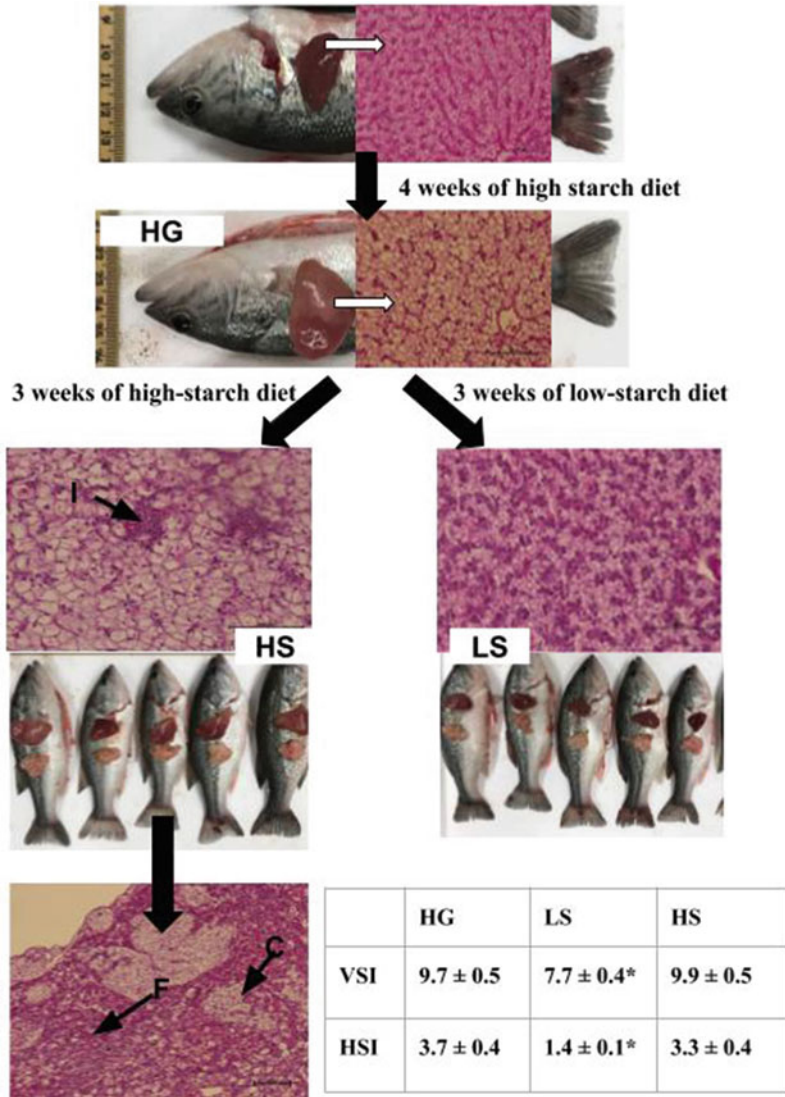 4 weeks of high starch diet
HG
3 weeks of high-starch diet
3 weeks of low-starch diet
I
HS
LS
C
F
HG LS HS
VSI 9.7 ± 0.5 7.7 ± 0.4* 9.9 ± 0.5
HSI 3.7 ± 0.4 1.4 ± 0.1* 3.3 ± 0.4